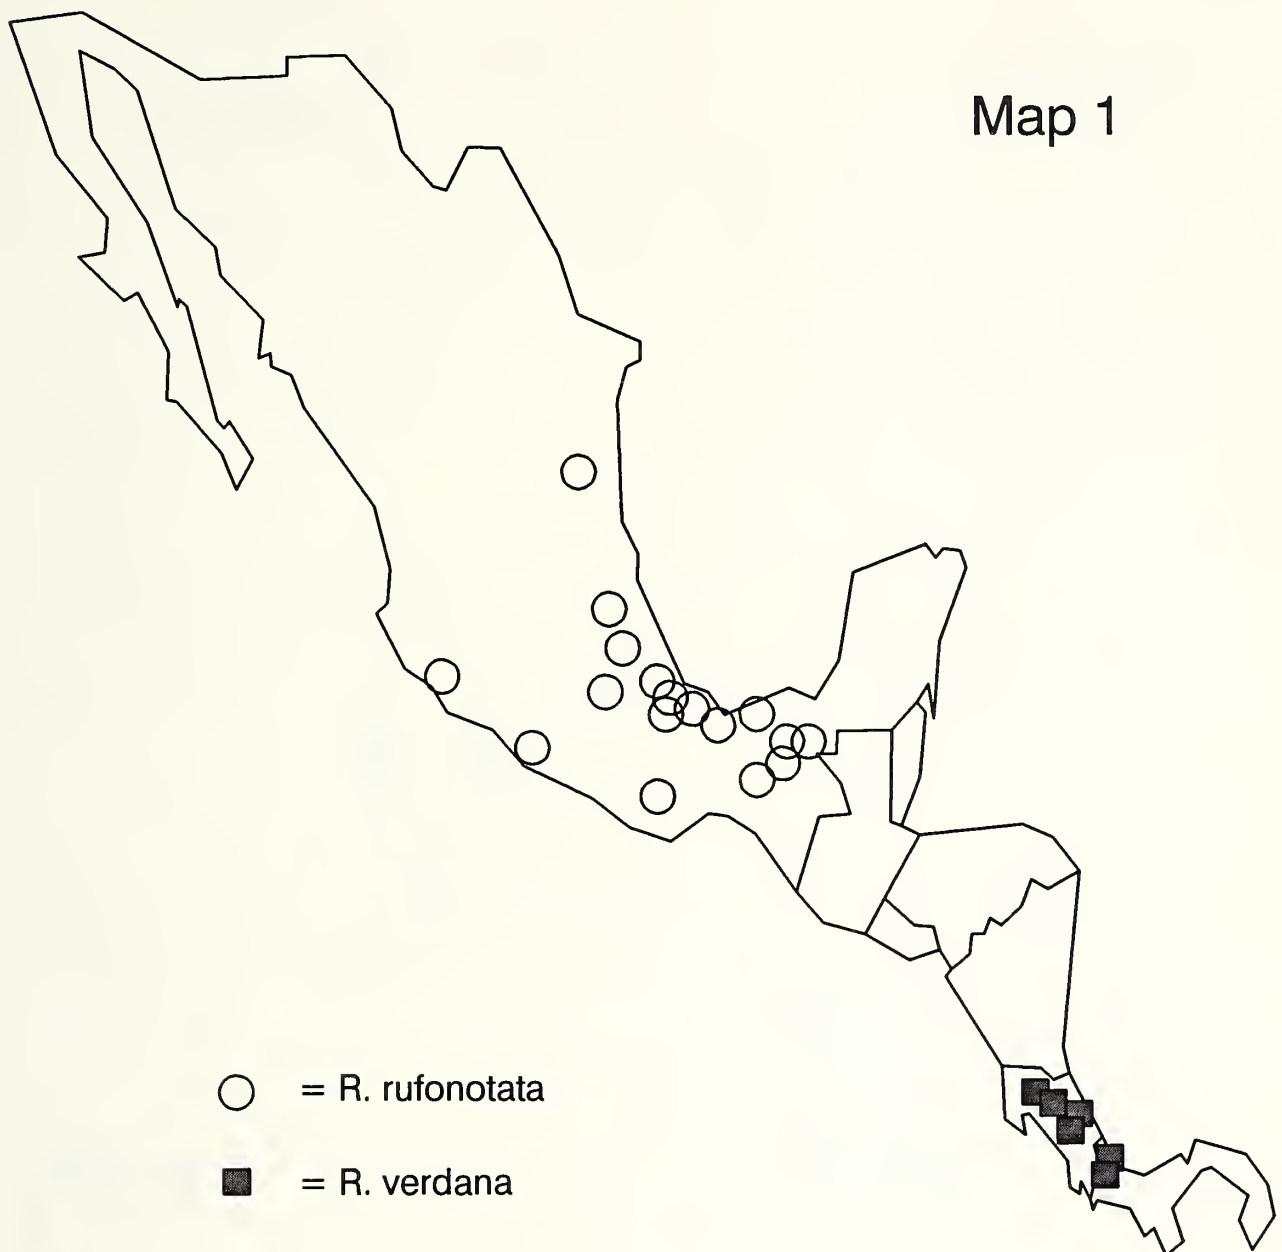 Map 1
= R. rufonotata
= R. verdana